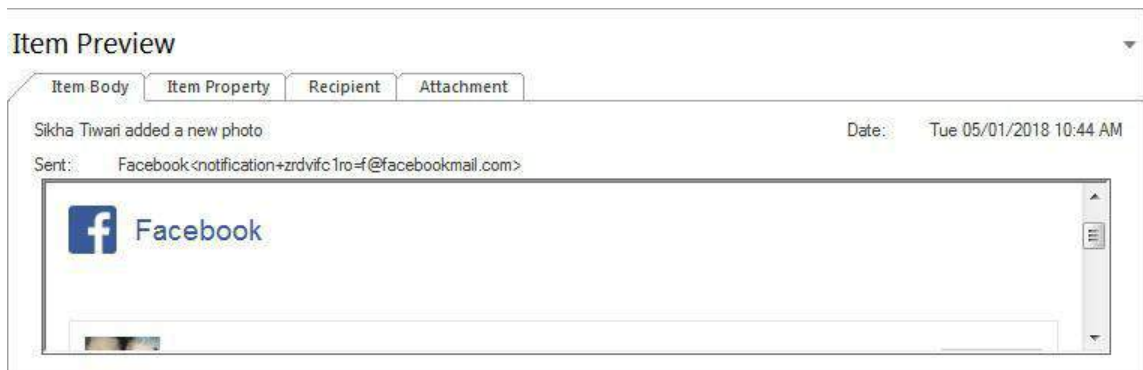 Item Preview
Item Body Item Property Recipient Attachment
Sikha Tiwari added a new photo Date: Tue 05/01/2018 10:44 AM
Sent: Facebook<notification+zrdvifc1ro=f@facebookmail.com>
f Facebook